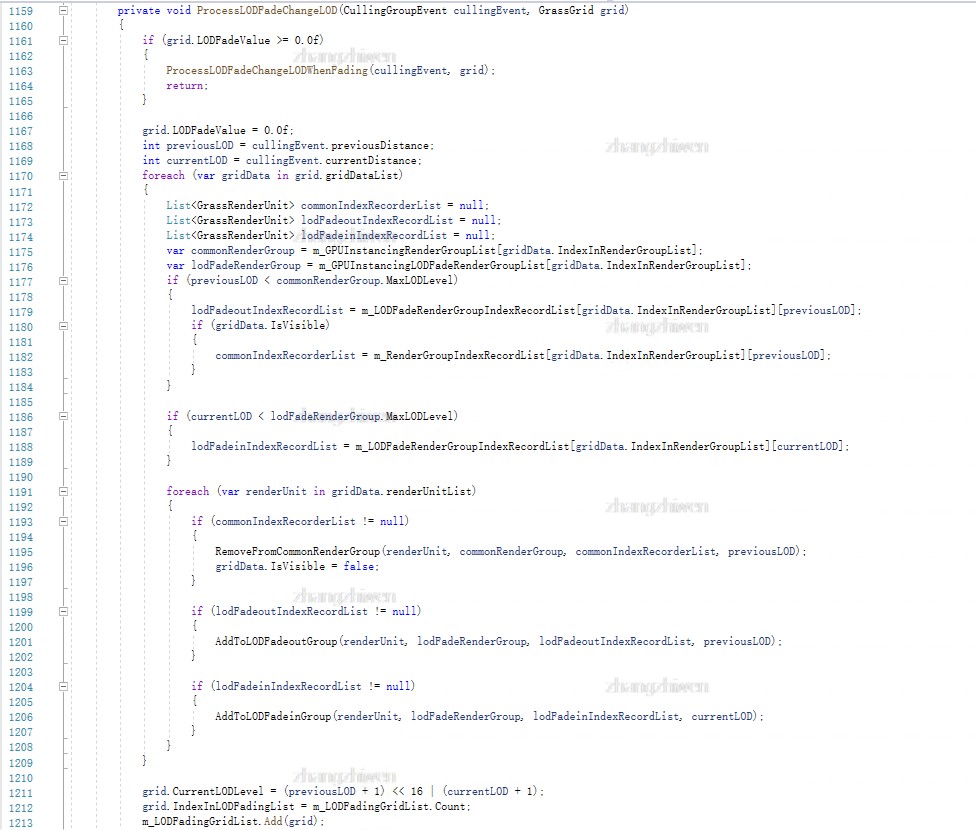 1159 private void ProcessLODFadeChangeLOD(CullingGroupEvent cullingEvent, GrassGrid grid)
1160 {
1161 if (grid.LODFadeValue >= 0.0f)
1162 {
1163 ProcessLODFadeChangeLODWhenFading(cullingEvent, grid);
1164 return;
1165 }
1166
1167 grid.LODFadeValue = 0.0f;
1168 int previousLOD = cullingEvent.previousDistance;
1169 int currentLOD = cullingEvent.currentDistance;
1170 foreach (var gridData in grid.gridDataList)
1171 {
1172 List<GrassRenderUnit> commonIndexRecorderList = null;
1173 List<GrassRenderUnit> lodFadeoutIndexRecordList = null;
1174 List<GrassRenderUnit> lodFadeinIndexRecordList = null;
1175 var commonRenderGroup = m_GPUInstancingRenderGroupList[gridData.IndexInRenderGroupList];
1176 var lodFadeRenderGroup = m_GPUInstancingLODFadeRenderGroupList[gridData.IndexInRenderGroupList];
1177 if (previousLOD < commonRenderGroup.MaxLODLevel)
1178 {
1179 lodFadeoutIndexRecordList = m_LODFadeRenderGroupIndexRecordList[gridData.IndexInRenderGroupList][previousLOD];
1180 if (gridData.IsVisible)
1181 {
1182 commonIndexRecorderList = m_RenderGroupIndexRecordList[gridData.IndexInRenderGroupList][previousLOD];
1183 }
1184 }
1185
1186 if (currentLOD < lodFadeRenderGroup.MaxLODLevel)
1187 {
1188 lodFadeinIndexRecordList = m_LODFadeRenderGroupIndexRecordList[gridData.IndexInRenderGroupList][currentLOD];
1189 }
1190
1191 foreach (var renderUnit in gridData.renderUnitList)
1192 {
1193 if (commonIndexRecorderList != null)
1194 {
1195 RemoveFromCommonRenderGroup(renderUnit, commonRenderGroup, commonIndexRecorderList, previousLOD);
1196 gridData.IsVisible = false;
1197 }
1198
1199 if (lodFadeoutIndexRecordList != null)
1200 {
1201 AddToLODFadeoutGroup(renderUnit, lodFadeRenderGroup, lodFadeoutIndexRecordList, previousLOD);
1202 }
1203
1204 if (lodFadeinIndexRecordList != null)
1205 {
1206 AddToLODFadeinGroup(renderUnit, lodFadeRenderGroup, lodFadeinIndexRecordList, currentLOD);
1207 }
1208 }
1209 }
1210
1211 grid.CurrentLODLevel = (previousLOD + 1) << 16 | (currentLOD + 1);
1212 grid.IndexInLODFadingList = m_LODFadingGridList.Count;
1213 m_LODFadingGridList.Add(grid);